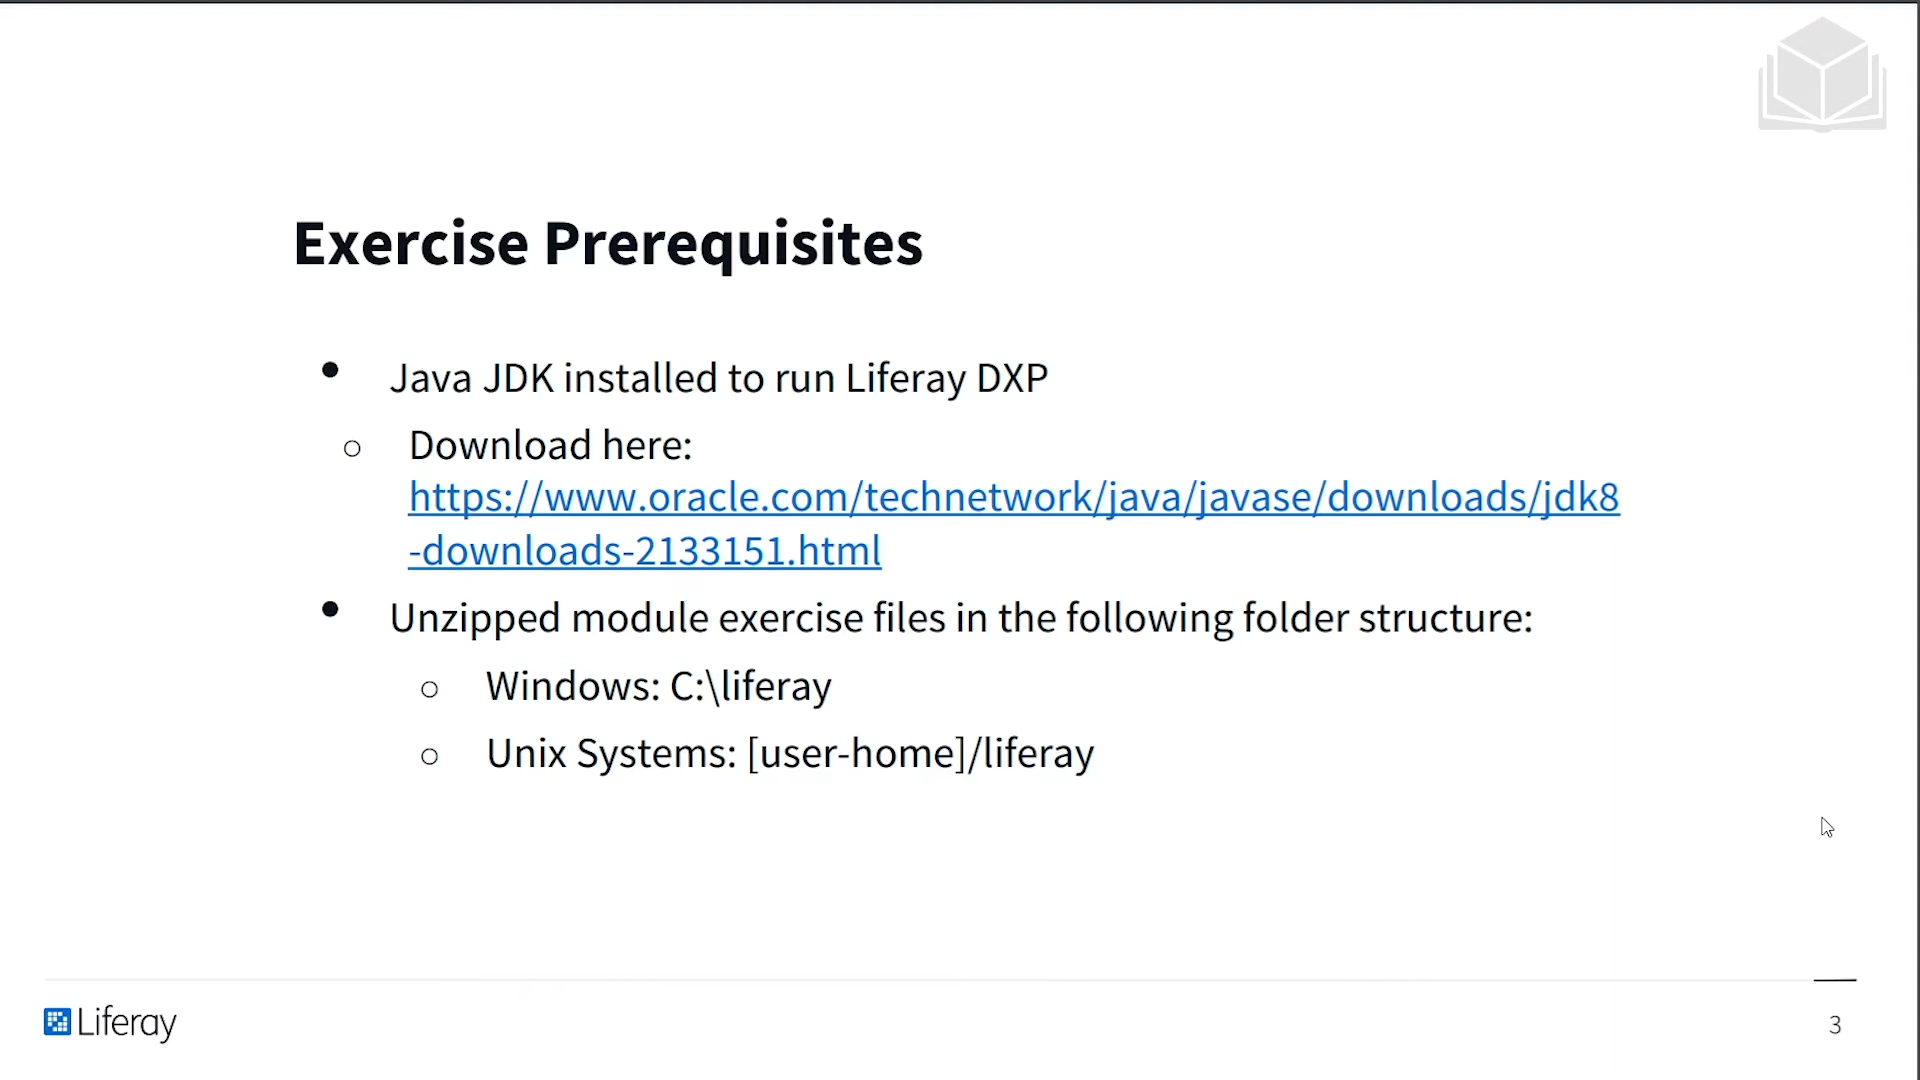 Exercise Prerequisites
• Java JDK installed to run Liferay DXP
○ Download here:
https://www.oracle.com/technetwork/java/javase/downloads/jdk8
-downloads-2133151.html
• Unzipped module exercise files in the following folder structure:
○ Windows: C:\liferay
○ Unix Systems: [user-home]/liferay
Liferay
3